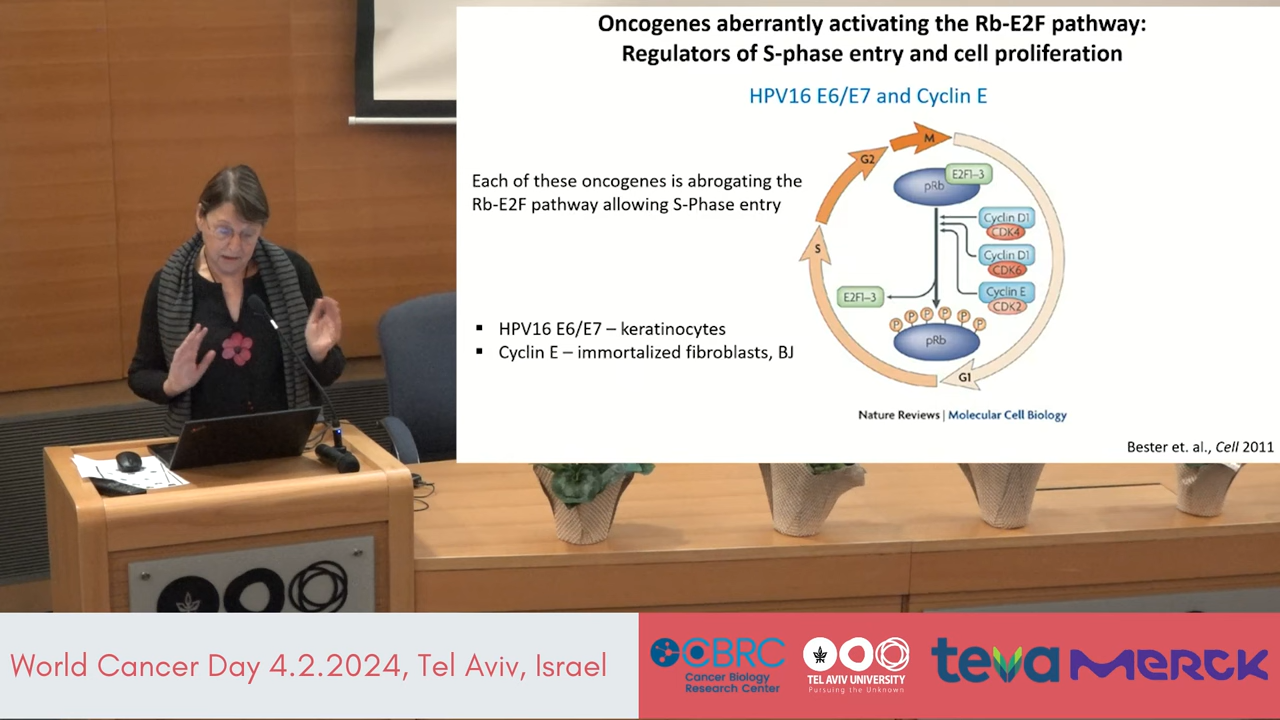 Oncogenes aberrantly activating the Rb-E2F pathway:
Regulators of S-phase entry and cell proliferation
HPV16 E6/E7 and Cyclin E
Each of these oncogenes is abrogating the
Rb-E2F pathway allowing S-Phase entry
▪ HPV16 E6/E7 – keratinocytes
▪ Cyclin E – immortalized fibroblasts, BJ
M
G2
S
G1
pRb
E2F1–3
Cyclin D1
CDK4
Cyclin D1
CDK6
Cyclin E
CDK2
E2F1–3
P P P P P P
pRb
Nature Reviews | Molecular Cell Biology
Bester et. al., Cell 2011
World Cancer Day 4.2.2024, Tel Aviv, Israel
CBRC
Cancer Biology
Research Center
TEL AVIV UNIVERSITY
Pursuing the Unknown
teva
MERCK